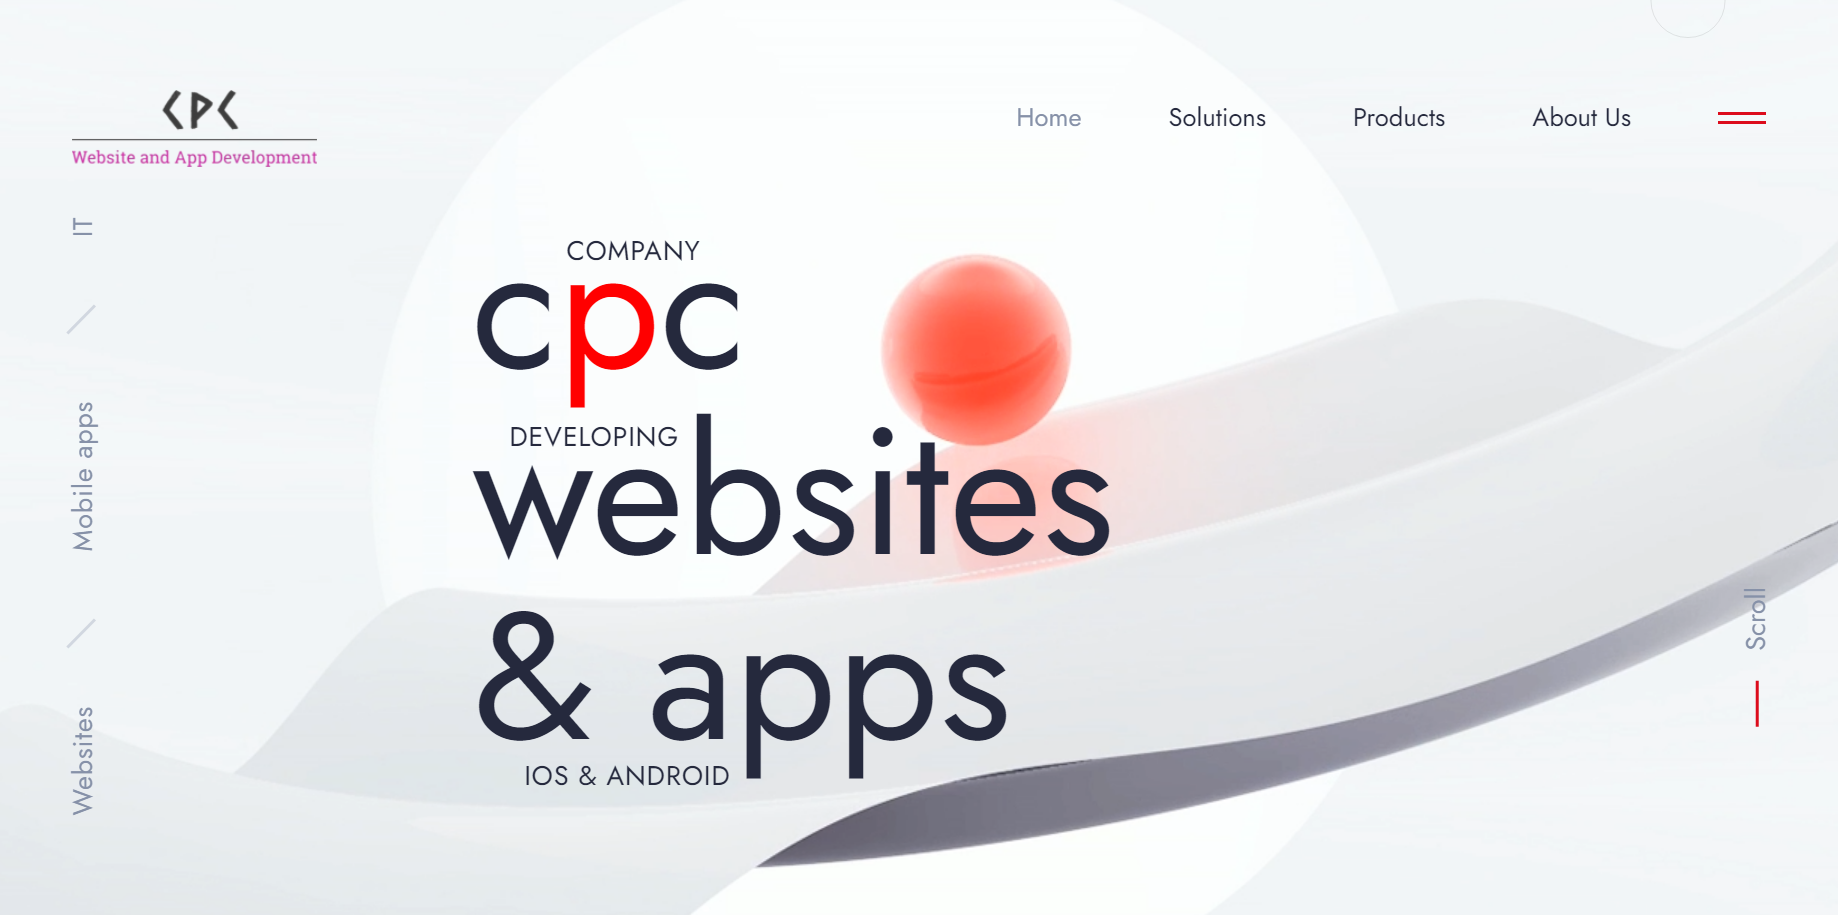 CPC
Website and App Development
Home
Solutions
Products
About Us
IT
Mobile apps
Websites
COMPANY
cpc
DEVELOPING
websites
& apps
IOS & ANDROID
Scroll